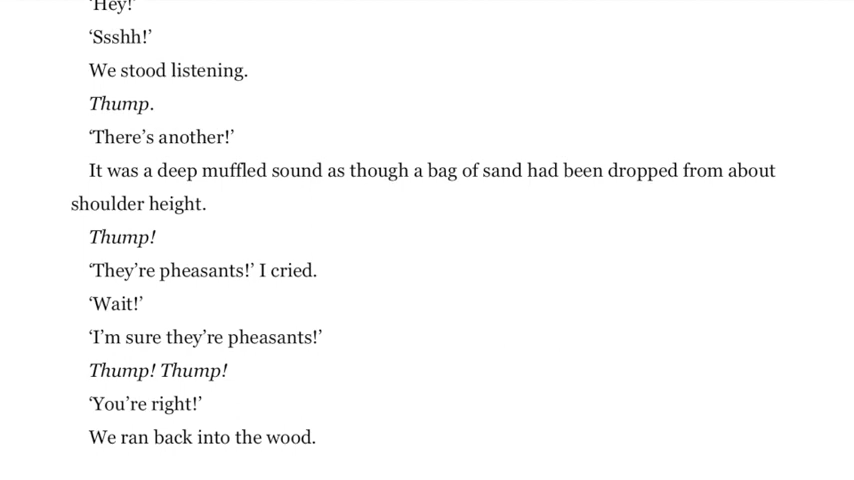 ‘Hey!’
‘Ssshh!’
We stood listening.
Thump.
‘There’s another!’
It was a deep muffled sound as though a bag of sand had been dropped from about
shoulder height.
Thump!
‘They’re pheasants!’ I cried.
‘Wait!’
‘I’m sure they’re pheasants!’
Thump! Thump!
‘You’re right!’
We ran back into the wood.